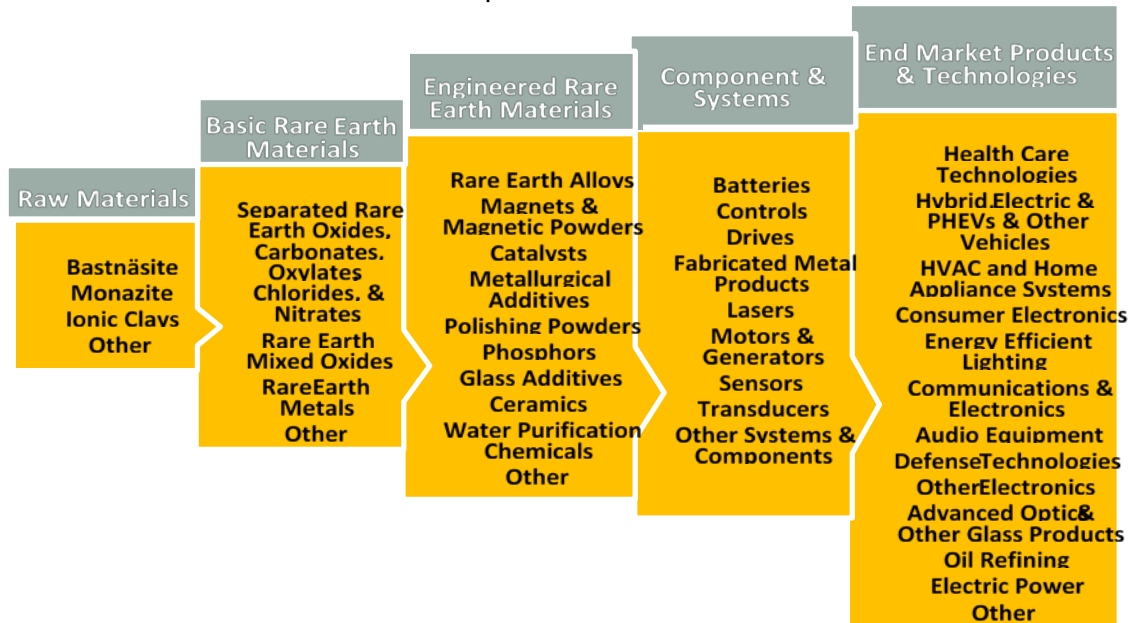 Raw Materials
Bastnäsite
Monazite
Ionic Clays
Other
Basic Rare Earth
Materials
Separated Rare
Earth Oxides,
Carbonates,
Oxylates
Chlorides, &
Nitrates
Rare Earth
Mixed Oxides
RareEarth
Metals
Other
Engineered Rare
Earth Materials
Rare Earth Alloys
Magnets &
Magnetic Powders
Catalysts
Metallurgical
Additives
Polishing Powders
Phosphors
Glass Additives
Ceramics
Water Purification
Chemicals
Other
Component &
Systems
Batteries
Controls
Drives
Fabricated Metal
Products
Lasers
Motors &
Generators
Sensors
Transducers
Other Systems &
Components
End Market Products
& Technologies
Health Care
Technologies
Hybrid,Electric &
PHEVs & Other
Vehicles
HVAC and Home
Appliance Systems
Consumer Electronics
Energy Efficient
Lighting
Communications &
Electronics
Audio Equipment
DefenseTechnologies
OtherElectronics
Advanced Optic&
Other Glass Products
Oil Refining
Electric Power
Other